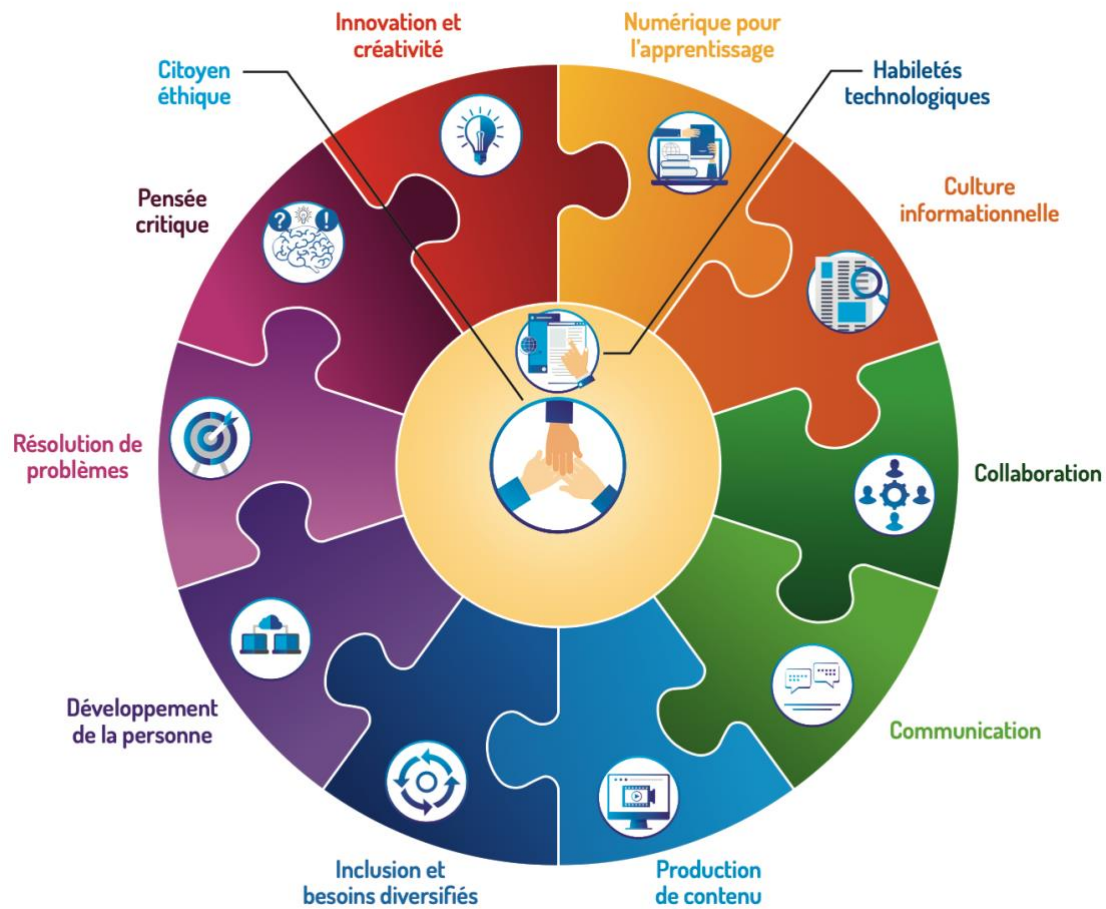 Innovation et
créativité
Numérique pour
l'apprentissage
Citoyen
éthique
Habiletés
technologiques
Pensée
critique
Culture
informationnelle
Résolution de
problèmes
Collaboration
Développement
de la personne
Communication
Inclusion et
besoins diversifiés
Production
de contenu